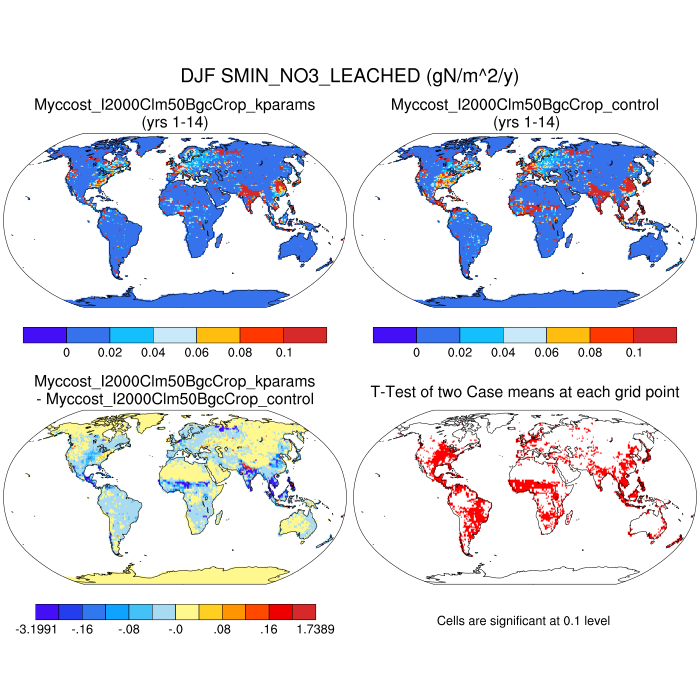 DJF SMIN_NO3_LEACHED (gN/m^2/y)
Myccost_I2000Clm50BgcCrop_kparams
(yrs 1-14)
Myccost_I2000Clm50BgcCrop_control
(yrs 1-14)
0 0.02 0.04 0.06 0.08 0.1
0 0.02 0.04 0.06 0.08 0.1
Myccost_I2000Clm50BgcCrop_kparams
- Myccost_I2000Clm50BgcCrop_control
T-Test of two Case means at each grid point
-3.1991 -.16 -.08 -.0 .08 .16 1.7389
Cells are significant at 0.1 level